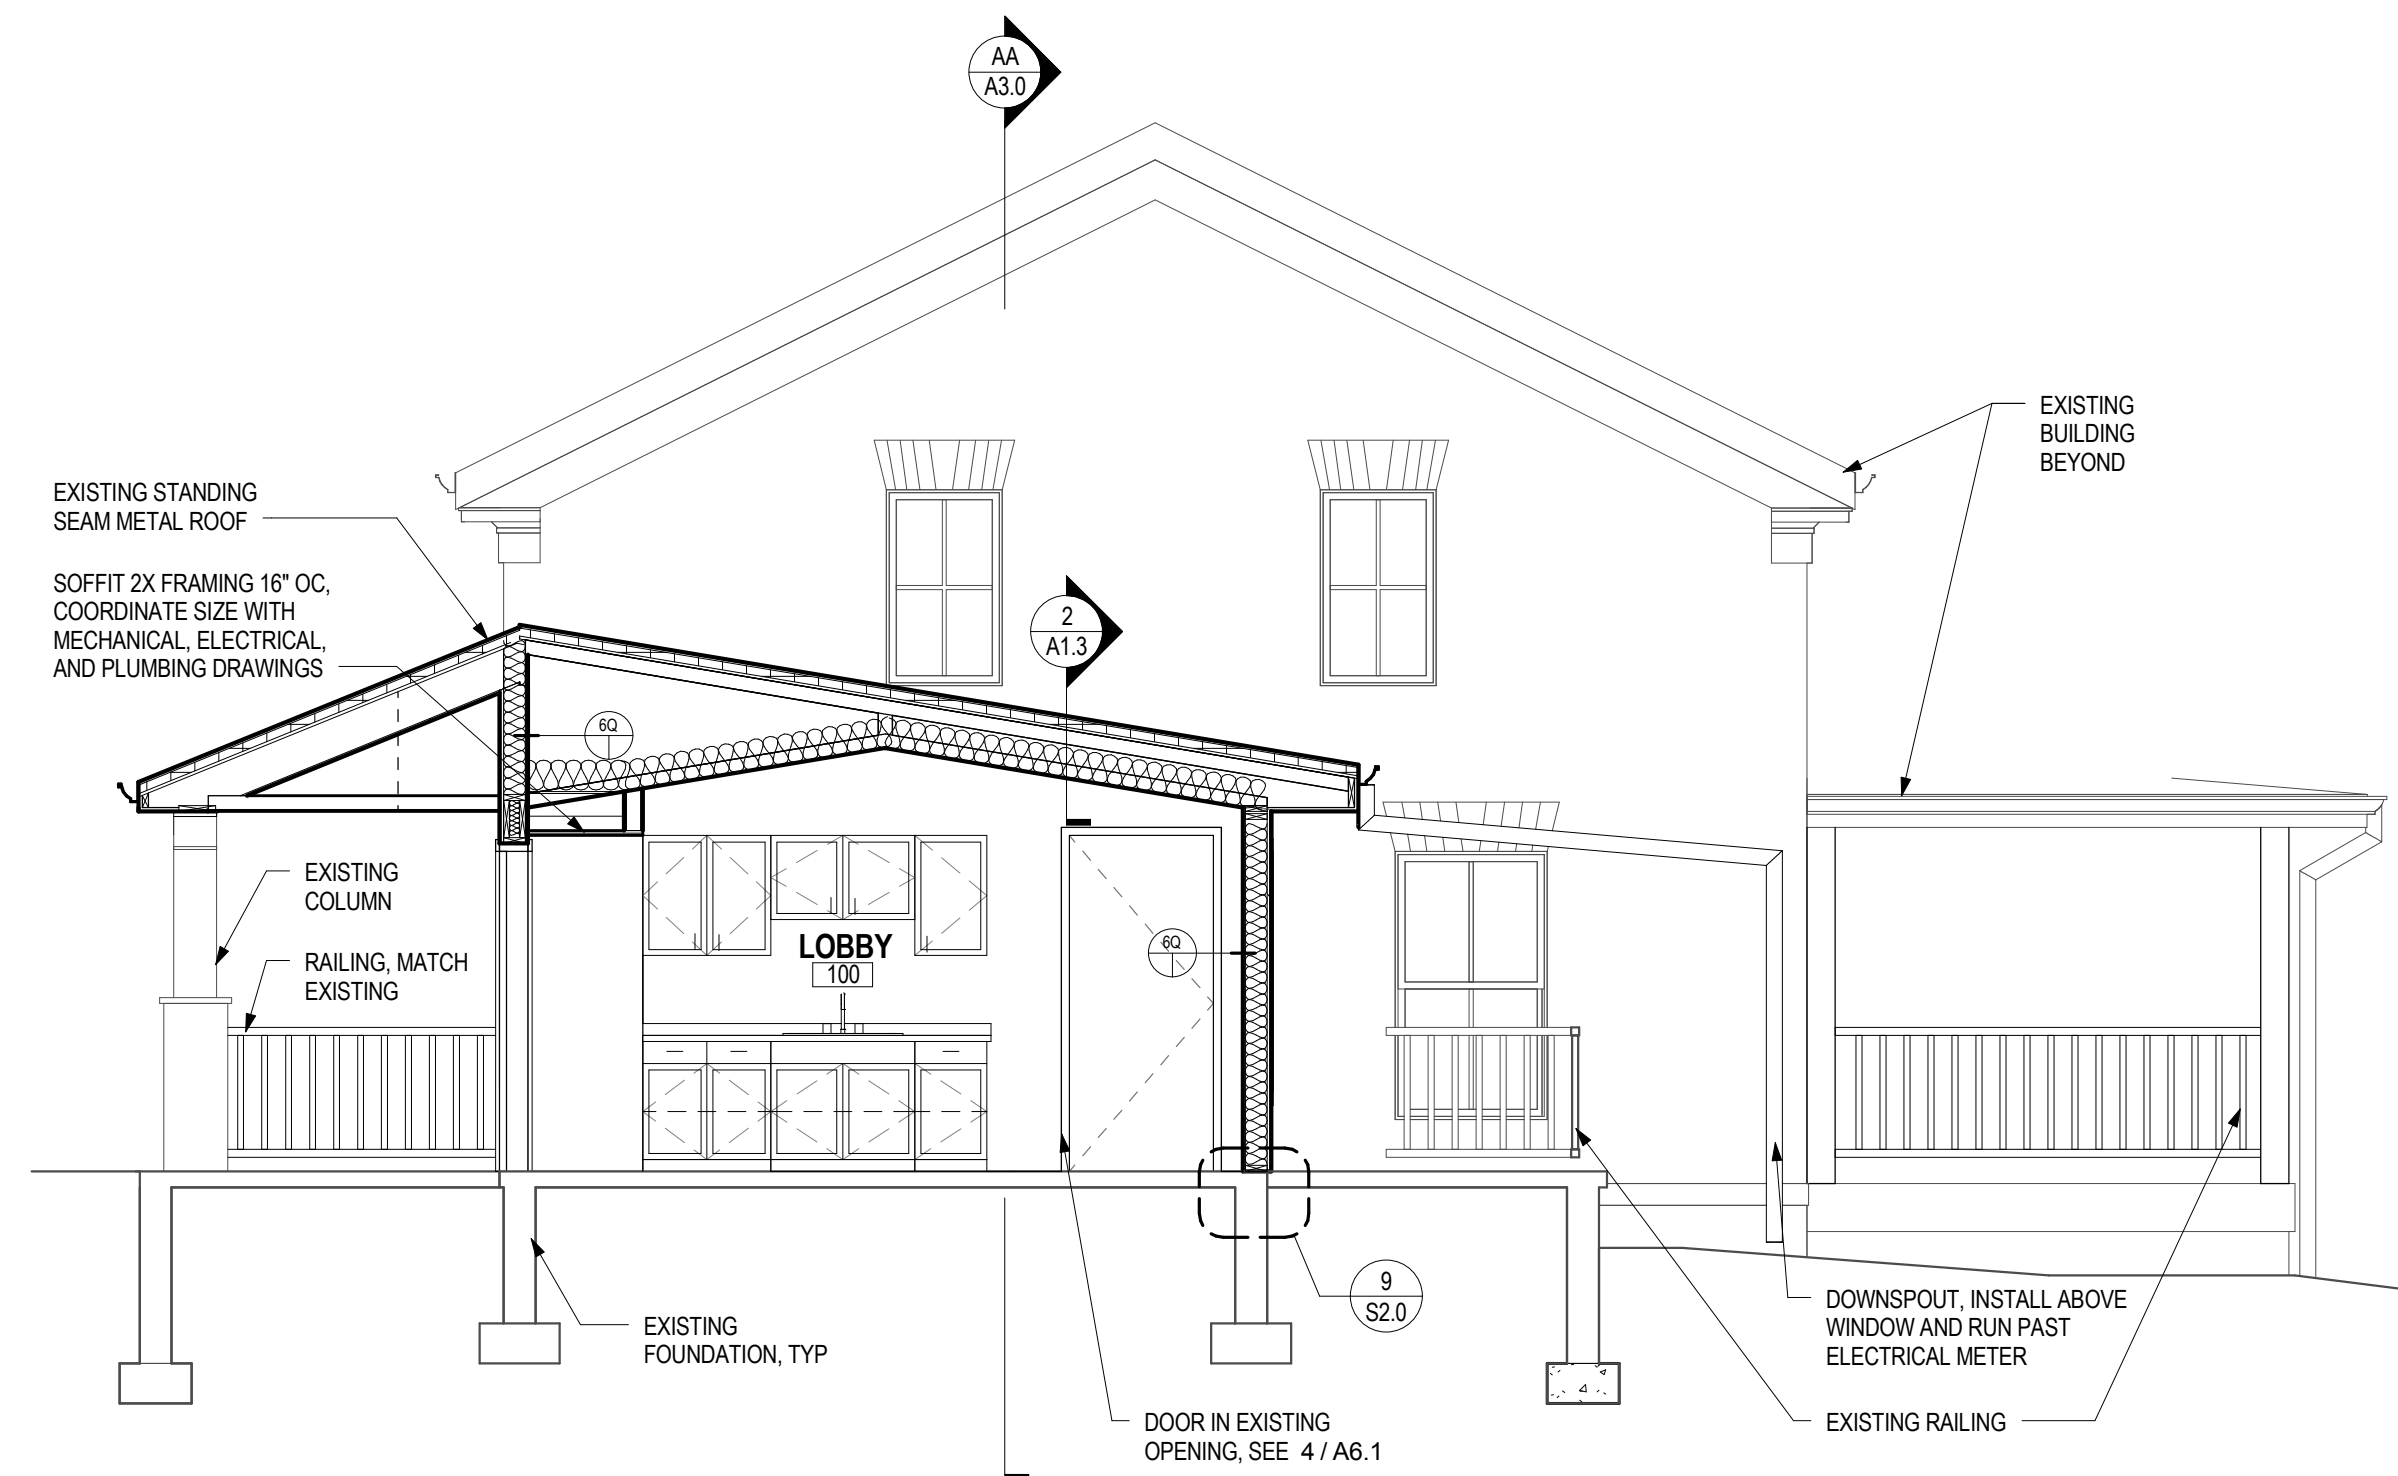 AA
A3.0
EXISTING
BUILDING
BEYOND
EXISTING STANDING
SEAM METAL ROOF
SOFFIT 2X FRAMING 16" OC,
COORDINATE SIZE WITH
MECHANICAL, ELECTRICAL,
AND PLUMBING DRAWINGS
2
A1.3
6Q
EXISTING
COLUMN
LOBBY
100
6Q
RAILING, MATCH
EXISTING
9
S2.0
EXISTING
FOUNDATION, TYP
DOWNSPOUT, INSTALL ABOVE
WINDOW AND RUN PAST
ELECTRICAL METER
DOOR IN EXISTING
OPENING, SEE 4 / A6.1
EXISTING RAILING